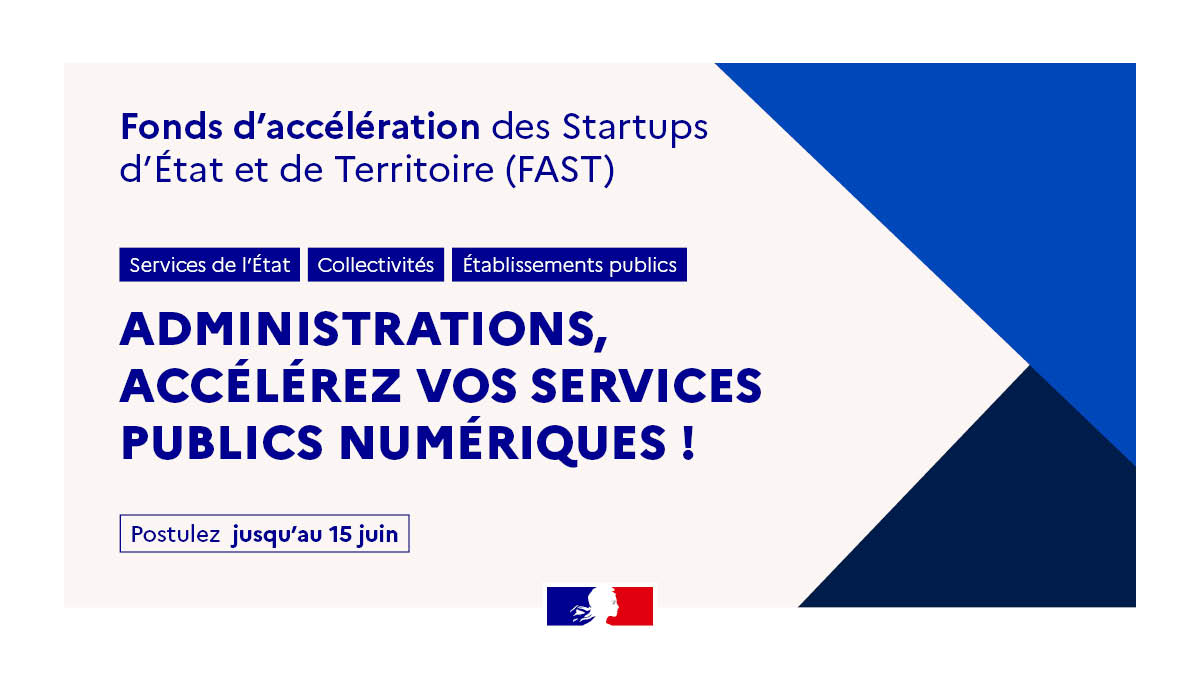 Fonds d’accélération des Startups
d’État et de Territoire (FAST)
Services de l’État Collectivités Établissements publics
ADMINISTRATIONS,
ACCÉLÉREZ VOS SERVICES
PUBLICS NUMÉRIQUES !
Postulez jusqu’au 15 juin